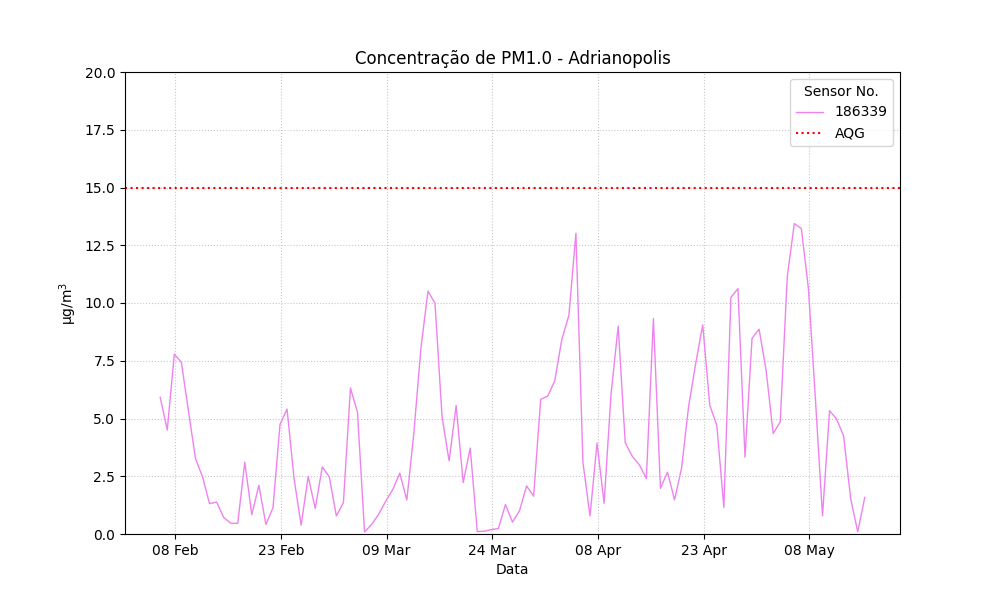 Concentração de PM1.0 - Adrianopolis
20.0
17.5
15.0
12.5
10.0
7.5
5.0
2.5
0.0
µg/m³
Sensor No.
186339
AQG
08 Feb 23 Feb 09 Mar 24 Mar 08 Apr 23 Apr 08 May
Data